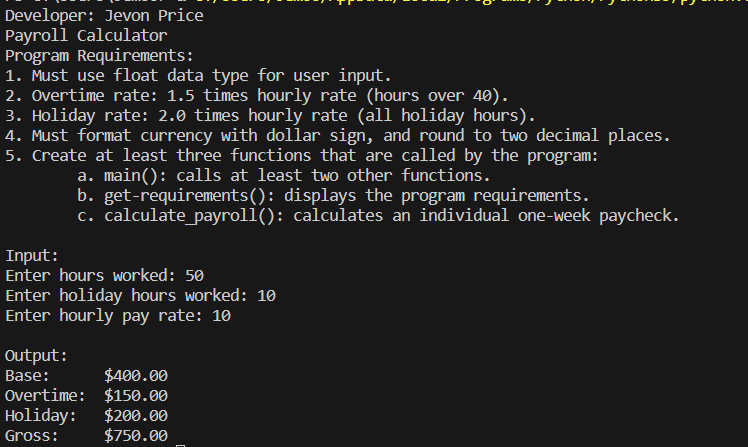 Developer: Jevon Price
Payroll Calculator
Program Requirements:
1. Must use float data type for user input.
2. Overtime rate: 1.5 times hourly rate (hours over 40).
3. Holiday rate: 2.0 times hourly rate (all holiday hours).
4. Must format currency with dollar sign, and round to two decimal places.
5. Create at least three functions that are called by the program:
a. main(): calls at least two other functions.
b. get-requirements(): displays the program requirements.
c. calculate_payroll(): calculates an individual one-week paycheck.
Input:
Enter hours worked: 50
Enter holiday hours worked: 10
Enter hourly pay rate: 10
Output:
Base: $400.00
Overtime: $150.00
Holiday: $200.00
Gross: $750.00